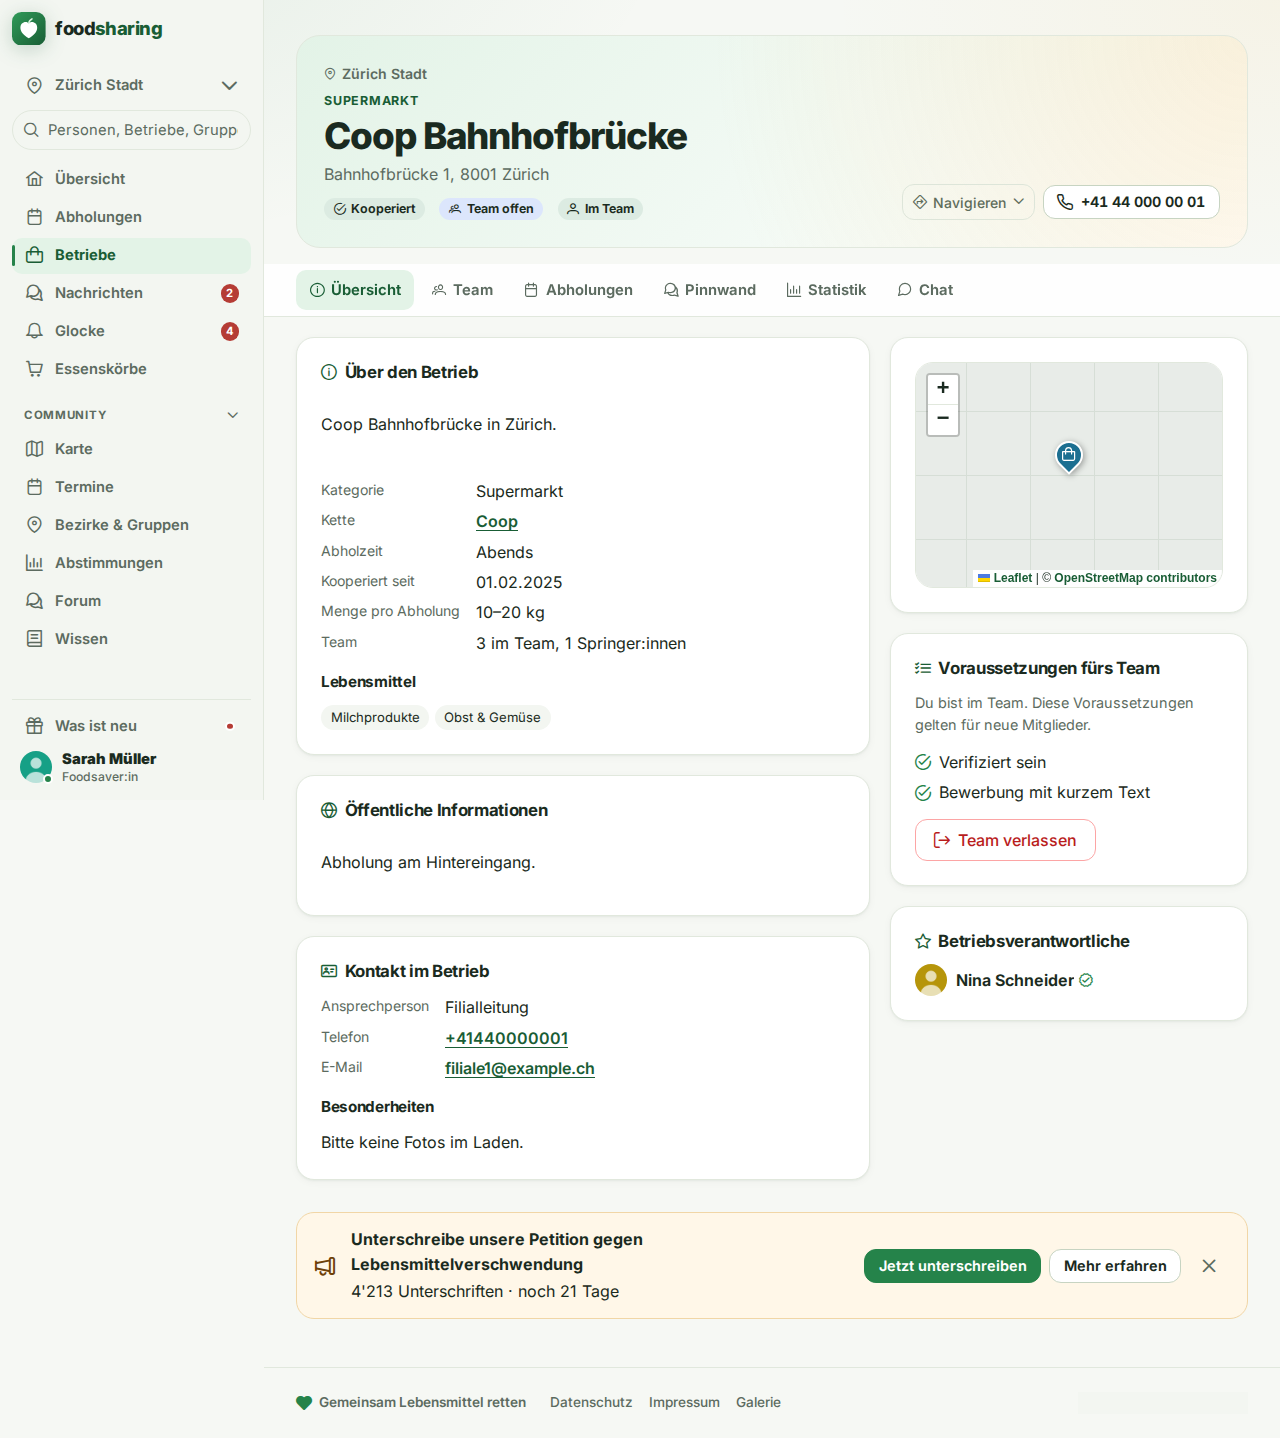 foodsharing
Zürich Stadt
Personen, Betriebe, Grupp
Übersicht
Abholungen
Betriebe
Nachrichten 2
Glocke 4
Essenskörbe
COMMUNITY
Karte
Termine
Bezirke & Gruppen
Abstimmungen
Forum
Wissen
Was ist neu
Sarah Müller
Foodsaver:in
Zürich Stadt
SUPERMARKT
Coop Bahnhofbrücke
Bahnhofbrücke 1, 8001 Zürich
Kooperiert Team offen Im Team
Navigieren +41 44 000 00 01
Übersicht Team Abholungen Pinnwand Statistik Chat
Über den Betrieb
Coop Bahnhofbrücke in Zürich.
Kategorie Supermarkt
Kette Coop
Abholzeit Abends
Kooperiert seit 01.02.2025
Menge pro Abholung 10–20 kg
Team 3 im Team, 1 Springer:innen
Lebensmittel
Milchprodukte Obst & Gemüse
Öffentliche Informationen
Abholung am Hintereingang.
Kontakt im Betrieb
Ansprechperson Filialleitung
Telefon +41440000001
E-Mail filiale1@example.ch
Besonderheiten
Bitte keine Fotos im Laden.
+
−
Leaflet | © OpenStreetMap contributors
Voraussetzungen fürs Team
Du bist im Team. Diese Voraussetzungen
gelten für neue Mitglieder.
Verifiziert sein
Bewerbung mit kurzem Text
Team verlassen
Betriebsverantwortliche
Nina Schneider
Unterschreibe unsere Petition gegen
Lebensmittelverschwendung
4'213 Unterschriften · noch 21 Tage
Jetzt unterschreiben Mehr erfahren
Gemeinsam Lebensmittel retten Datenschutz Impressum Galerie